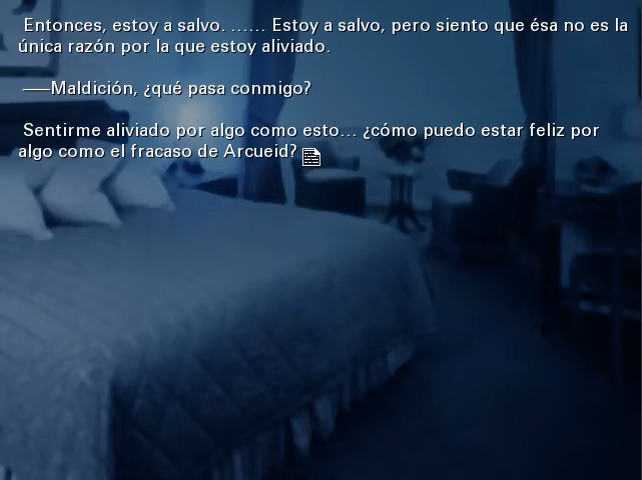 Entonces, estoy a salvo. ...... Estoy a salvo, pero siento que ésa no es la
única razón por la que estoy aliviado.
——Maldición, ¿qué pasa conmigo?
Sentirme aliviado por algo como esto... ¿cómo puedo estar feliz por
algo como el fracaso de Arcueid?